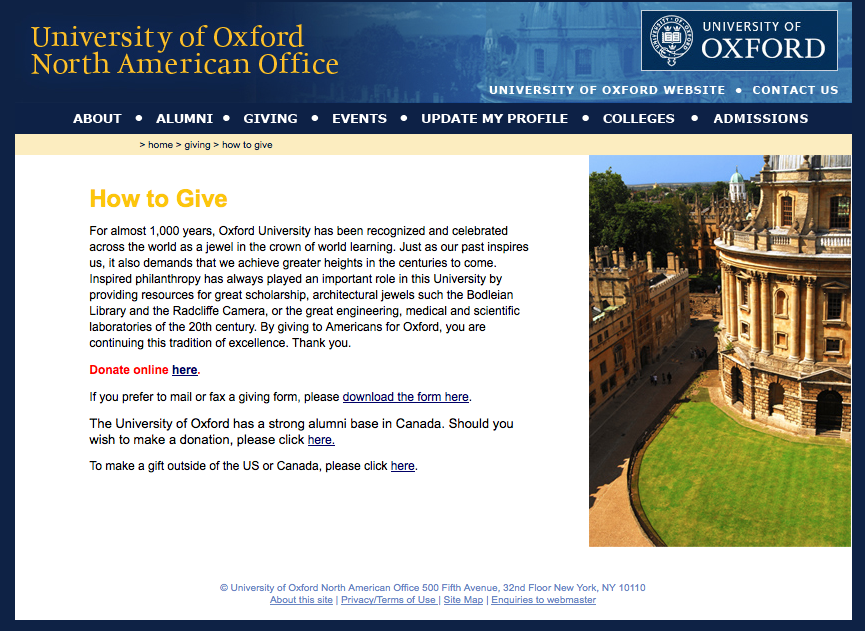 University of Oxford
North American Office
UNIVERSITY OF
OXFORD
UNIVERSITY OF OXFORD WEBSITE • CONTACT US
ABOUT • ALUMNI • GIVING • EVENTS • UPDATE MY PROFILE • COLLEGES • ADMISSIONS
> home > giving > how to give
How to Give
For almost 1,000 years, Oxford University has been recognized and celebrated
across the world as a jewel in the crown of world learning. Just as our past inspires
us, it also demands that we achieve greater heights in the centuries to come.
Inspired philanthropy has always played an important role in this University by
providing resources for great scholarship, architectural jewels such the Bodleian
Library and the Radcliffe Camera, or the great engineering, medical and scientific
laboratories of the 20th century. By giving to Americans for Oxford, you are
continuing this tradition of excellence. Thank you.
Donate online here.
If you prefer to mail or fax a giving form, please download the form here.
The University of Oxford has a strong alumni base in Canada. Should you
wish to make a donation, please click here.
To make a gift outside of the US or Canada, please click here.
© University of Oxford North American Office 500 Fifth Avenue, 32nd Floor New York, NY 10110
About this site | Privacy/Terms of Use | Site Map | Enquiries to webmaster